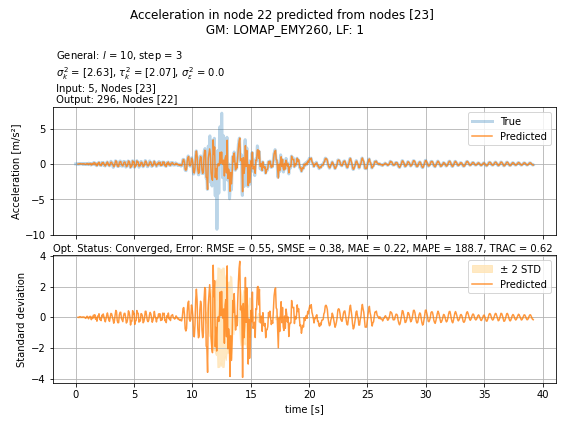 Acceleration in node 22 predicted from nodes [23]
GM: LOMAP_EMY260, LF: 1
General: l = 10, step = 3
σ²ₖ = [2.63], τ²ₖ = [2.07], σ²ε = 0.0
Input: 5, Nodes [23]
Output: 296, Nodes [22]
True
Predicted
Acceleration [m/s²]
5
0
−5
−10
Opt. Status: Converged, Error: RMSE = 0.55, SMSE = 0.38, MAE = 0.22, MAPE = 188.7, TRAC = 0.62
± 2 STD
Predicted
Standard deviation
4
2
0
−2
−4
0 5 10 15 20 25 30 35 40
time [s]